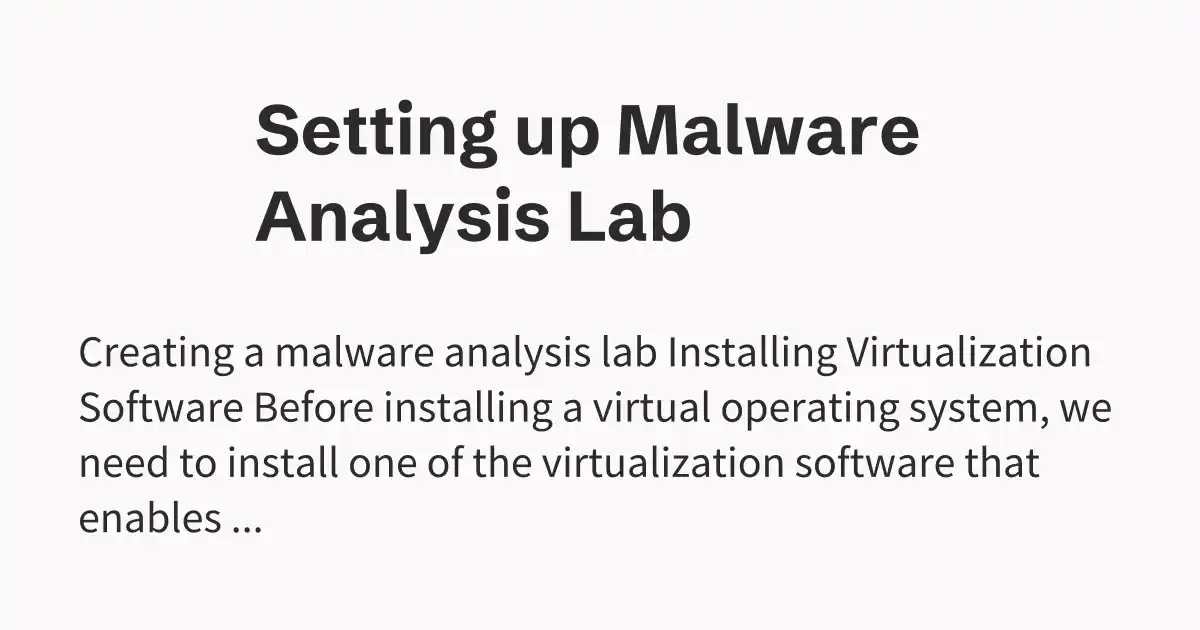 Setting up Malware
Analysis Lab
Creating a malware analysis lab Installing Virtualization
Software Before installing a virtual operating system, we
need to install one of the virtualization software that
enables ...